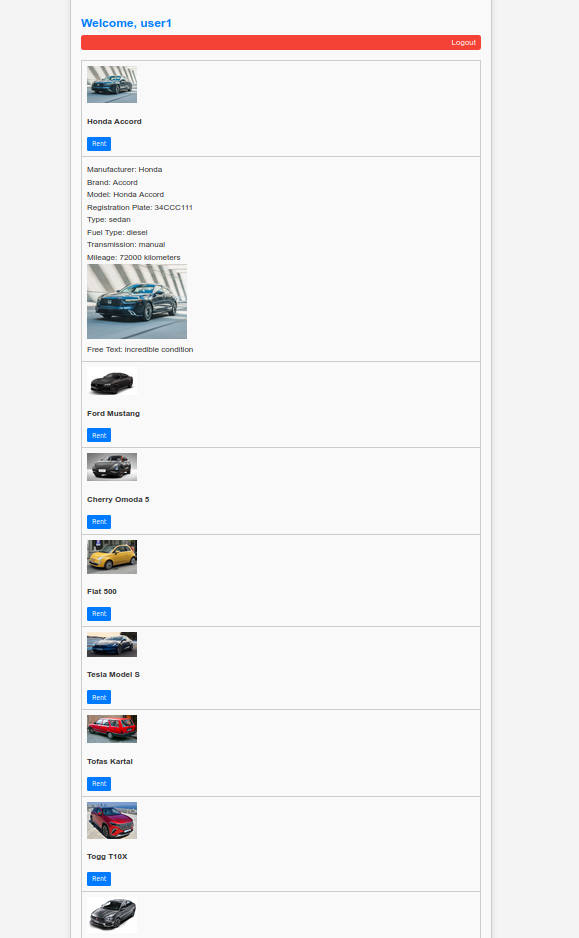 Welcome, user1
Logout
Honda Accord
Rent
Manufacturer: Honda
Brand: Accord
Model: Honda Accord
Registration Plate: 34CCC111
Type: sedan
Fuel Type: diesel
Transmission: manual
Mileage: 72000 kilometers
Free Text: incredible condition
Ford Mustang
Rent
Cherry Omoda 5
Rent
Fiat 500
Rent
Tesla Model S
Rent
Tofas Kartal
Rent
Togg T10X
Rent